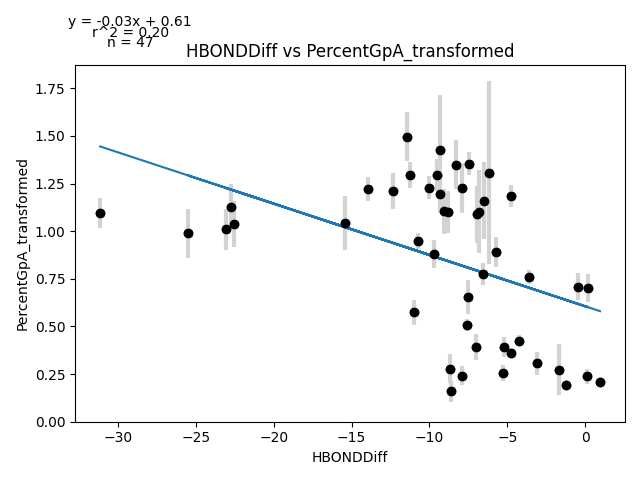 y = -0.03x + 0.61
r^2 = 0.20
n = 47
HBONDDiff vs PercentGpA_transformed
PercentGpA_transformed
1.75
1.50
1.25
1.00
0.75
0.50
0.25
0.00
−30
−25
−20
−15
−10
−5
0
HBONDDiff